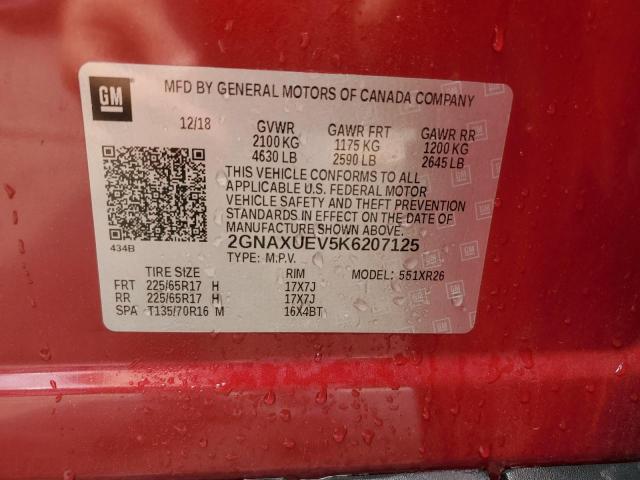 GM
MFD BY GENERAL MOTORS OF CANADA COMPANY
12/18 GVWR GAWR FRT GAWR RR
2100 KG 1175 KG 1200 KG
4630 LB 2590 LB 2645 LB
THIS VEHICLE CONFORMS TO ALL
APPLICABLE U.S. FEDERAL MOTOR
VEHICLE SAFETY AND THEFT PREVENTION
STANDARDS IN EFFECT ON THE DATE OF
MANUFACTURE SHOWN ABOVE.
434B 2GNAXUEV5K6207125
TYPE: M.P.V. MODEL: 551XR26
TIRE SIZE RIM
FRT 225/65R17 H 17X7J
RR 225/65R17 H 17X7J
SPA T135/70R16 M 16X4BT